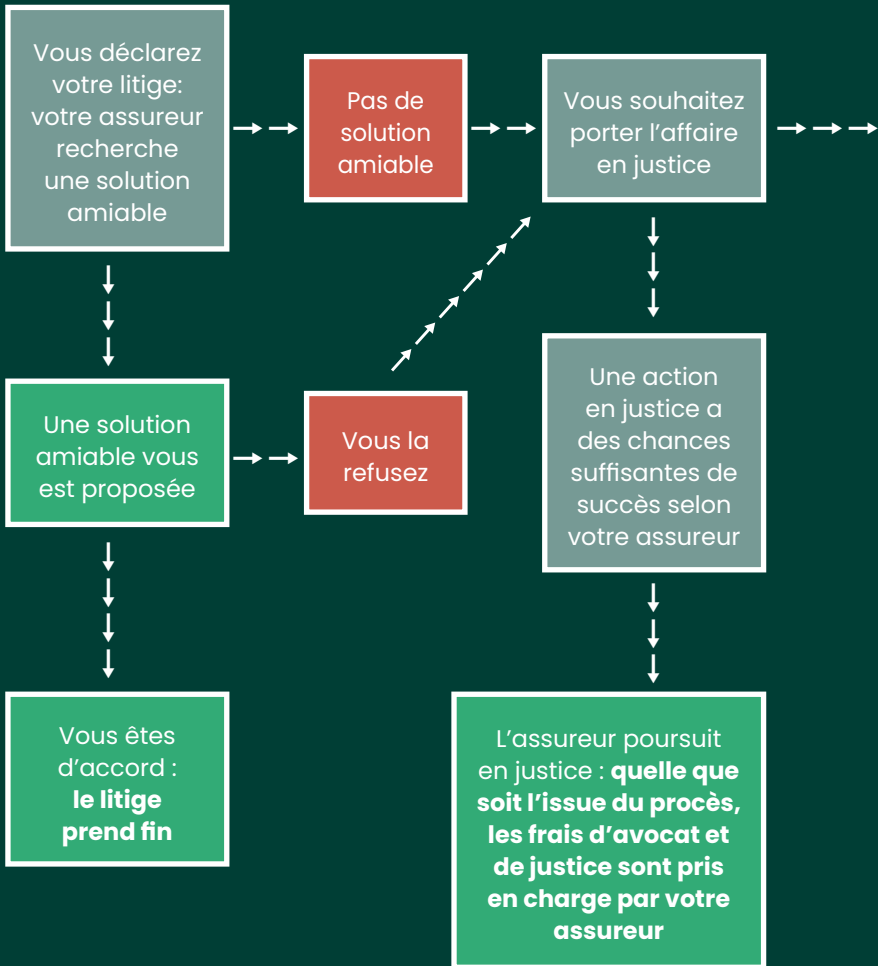 Vous déclarez
votre litige:
votre assureur
recherche
une solution
amiable
Pas de
solution
amiable
Vous souhaitez
porter l’affaire
en justice
Une solution
amiable vous
est proposée
Vous la
refusez
Une action
en justice a
des chances
suffisantes de
succès selon
votre assureur
Vous êtes
d’accord :
le litige
prend fin
L’assureur poursuit
en justice : quelle que
soit l’issue du procès,
les frais d’avocat et
de justice sont pris
en charge par votre
assureur